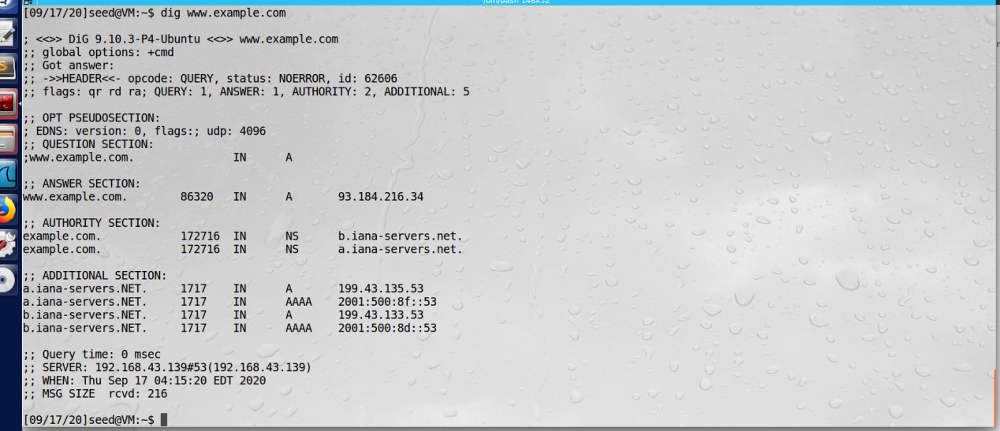 /bin/bash 148x32
[09/17/20]seed@VM:~$ dig www.example.com

; <<>> DiG 9.10.3-P4-Ubuntu <<>> www.example.com
;; global options: +cmd
;; Got answer:
;; ->>HEADER<<- opcode: QUERY, status: NOERROR, id: 62606
;; flags: qr rd ra; QUERY: 1, ANSWER: 1, AUTHORITY: 2, ADDITIONAL: 5

;; OPT PSEUDOSECTION:
; EDNS: version: 0, flags:; udp: 4096
;; QUESTION SECTION:
;www.example.com.               IN      A

;; ANSWER SECTION:
www.example.com.        86320   IN      A       93.184.216.34

;; AUTHORITY SECTION:
example.com.            172716  IN      NS      b.iana-servers.net.
example.com.            172716  IN      NS      a.iana-servers.net.

;; ADDITIONAL SECTION:
a.iana-servers.NET.     1717    IN      A       199.43.135.53
a.iana-servers.NET.     1717    IN      AAAA    2001:500:8f::53
b.iana-servers.NET.     1717    IN      A       199.43.133.53
b.iana-servers.NET.     1717    IN      AAAA    2001:500:8d::53

;; Query time: 0 msec
;; SERVER: 192.168.43.139#53(192.168.43.139)
;; WHEN: Thu Sep 17 04:15:20 EDT 2020
;; MSG SIZE  rcvd: 216

[09/17/20]seed@VM:~$